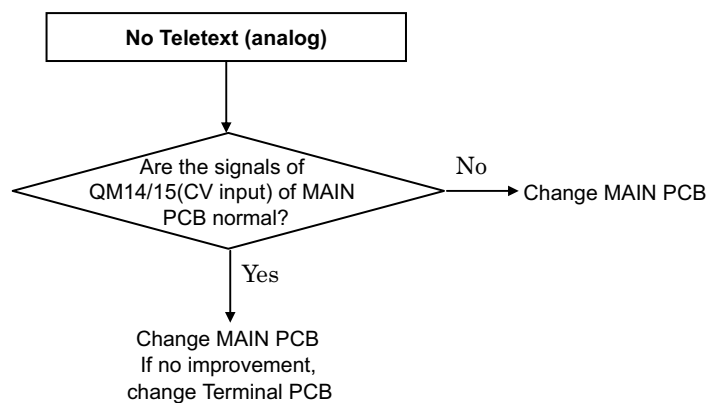 No Teletext (analog)
Are the signals of
QM14/15(CV input) of MAIN
PCB normal?
No
Change MAIN PCB
Yes
Change MAIN PCB
If no improvement,
change Terminal PCB